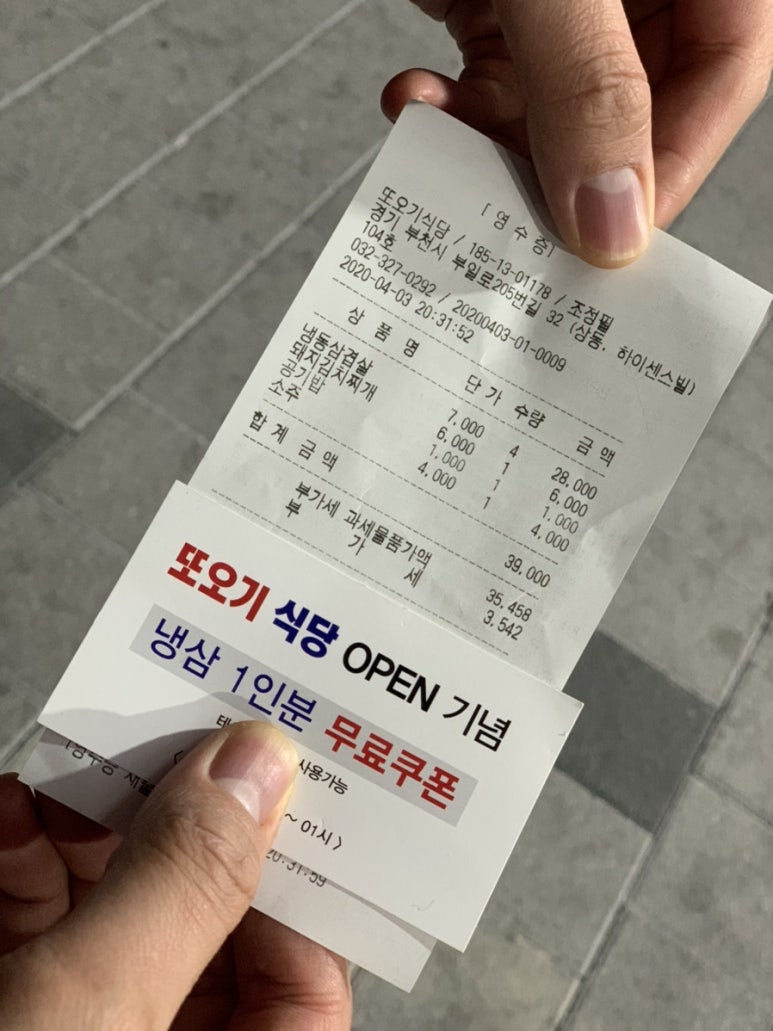 [ 영 수 증]
또오기식당 / 185-13-01178 / 조정필
경기 부천시 부일로205번길 32 (상동, 하이센스빌)
104호
032-327-0292 / 20200403-01-0009
2020-04-03 20:31:52
상 품 명 단가 수량 금 액
냉동삼겹살 7,000 4 28,000
돼지김치찌개 6,000 1 6,000
공기밥 1,000 1 1,000
소주 4,000 1 4,000
합 계 금 액 39,000
부가세 과세물품가액 35,458
부 가 세 3,542
또오기 식당 OPEN 기념
냉삼 1인분 무료쿠폰
사용가능
~ 01시 >
20:31:59